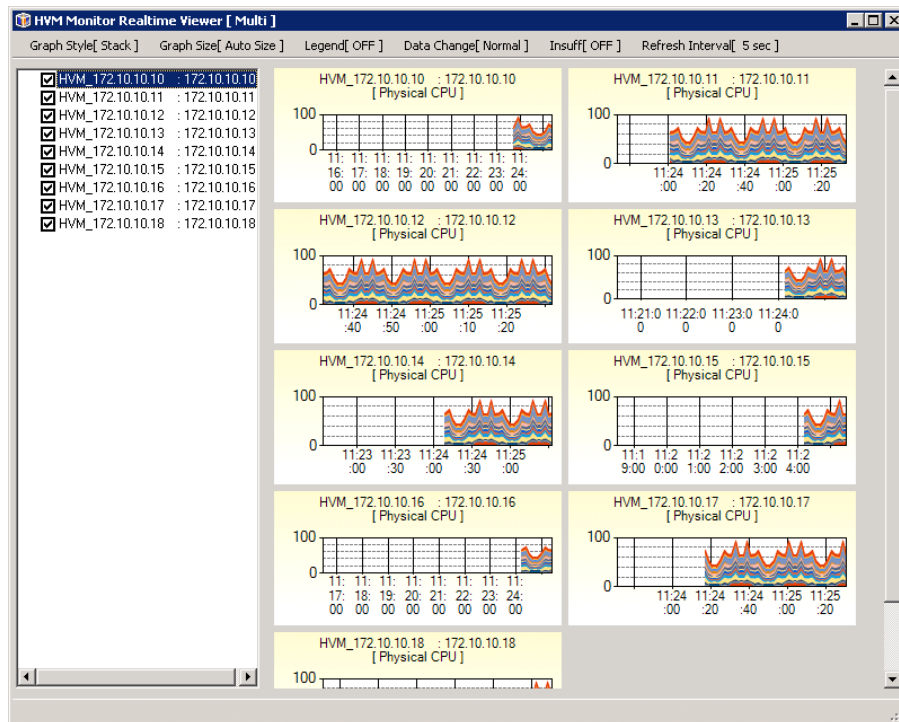 HVM Monitor Realtime Viewer [ Multi ]
Graph Style[ Stack ] Graph Size[ Auto Size ] Legend[ OFF ] Data Change[ Normal ] Insuff[ OFF ] Refresh Interval[ 5 sec ]
HVM_172.10.10.10 : 172.10.10.10
HVM_172.10.10.11 : 172.10.10.11
HVM_172.10.10.12 : 172.10.10.12
HVM_172.10.10.13 : 172.10.10.13
HVM_172.10.10.14 : 172.10.10.14
HVM_172.10.10.15 : 172.10.10.15
HVM_172.10.10.16 : 172.10.10.16
HVM_172.10.10.17 : 172.10.10.17
HVM_172.10.10.18 : 172.10.10.18
HVM_172.10.10.10 : 172.10.10.10
[ Physical CPU ]
100
0
11: 11: 11: 11: 11: 11: 11: 11: 11:
16: 17: 18: 19: 20: 21: 22: 23: 24:
00 00 00 00 00 00 00 00 00
HVM_172.10.10.11 : 172.10.10.11
[ Physical CPU ]
100
0
11:24 11:24 11:24 11:25 11:25
:00 :20 :40 :00 :20
HVM_172.10.10.12 : 172.10.10.12
[ Physical CPU ]
100
0
11:24 11:24 11:25 11:25 11:25
:40 :50 :00 :10 :20
HVM_172.10.10.13 : 172.10.10.13
[ Physical CPU ]
100
0
11:21:0 11:22:0 11:23:0 11:24:0
0 0 0 0
HVM_172.10.10.14 : 172.10.10.14
[ Physical CPU ]
100
0
11:23 11:23 11:24 11:24 11:25
:00 :30 :00 :30 :00
HVM_172.10.10.15 : 172.10.10.15
[ Physical CPU ]
100
0
11:1 11:2 11:2 11:2 11:2 11:2
9:00 0:00 1:00 2:00 3:00 4:00
HVM_172.10.10.16 : 172.10.10.16
[ Physical CPU ]
100
0
11: 11: 11: 11: 11: 11: 11: 11:
17: 18: 19: 20: 21: 22: 23: 24:
00 00 00 00 00 00 00 00
HVM_172.10.10.17 : 172.10.10.17
[ Physical CPU ]
100
0
11:24 11:24 11:24 11:25 11:25
:00 :20 :40 :00 :20
HVM_172.10.10.18 : 172.10.10.18
[ Physical CPU ]
100